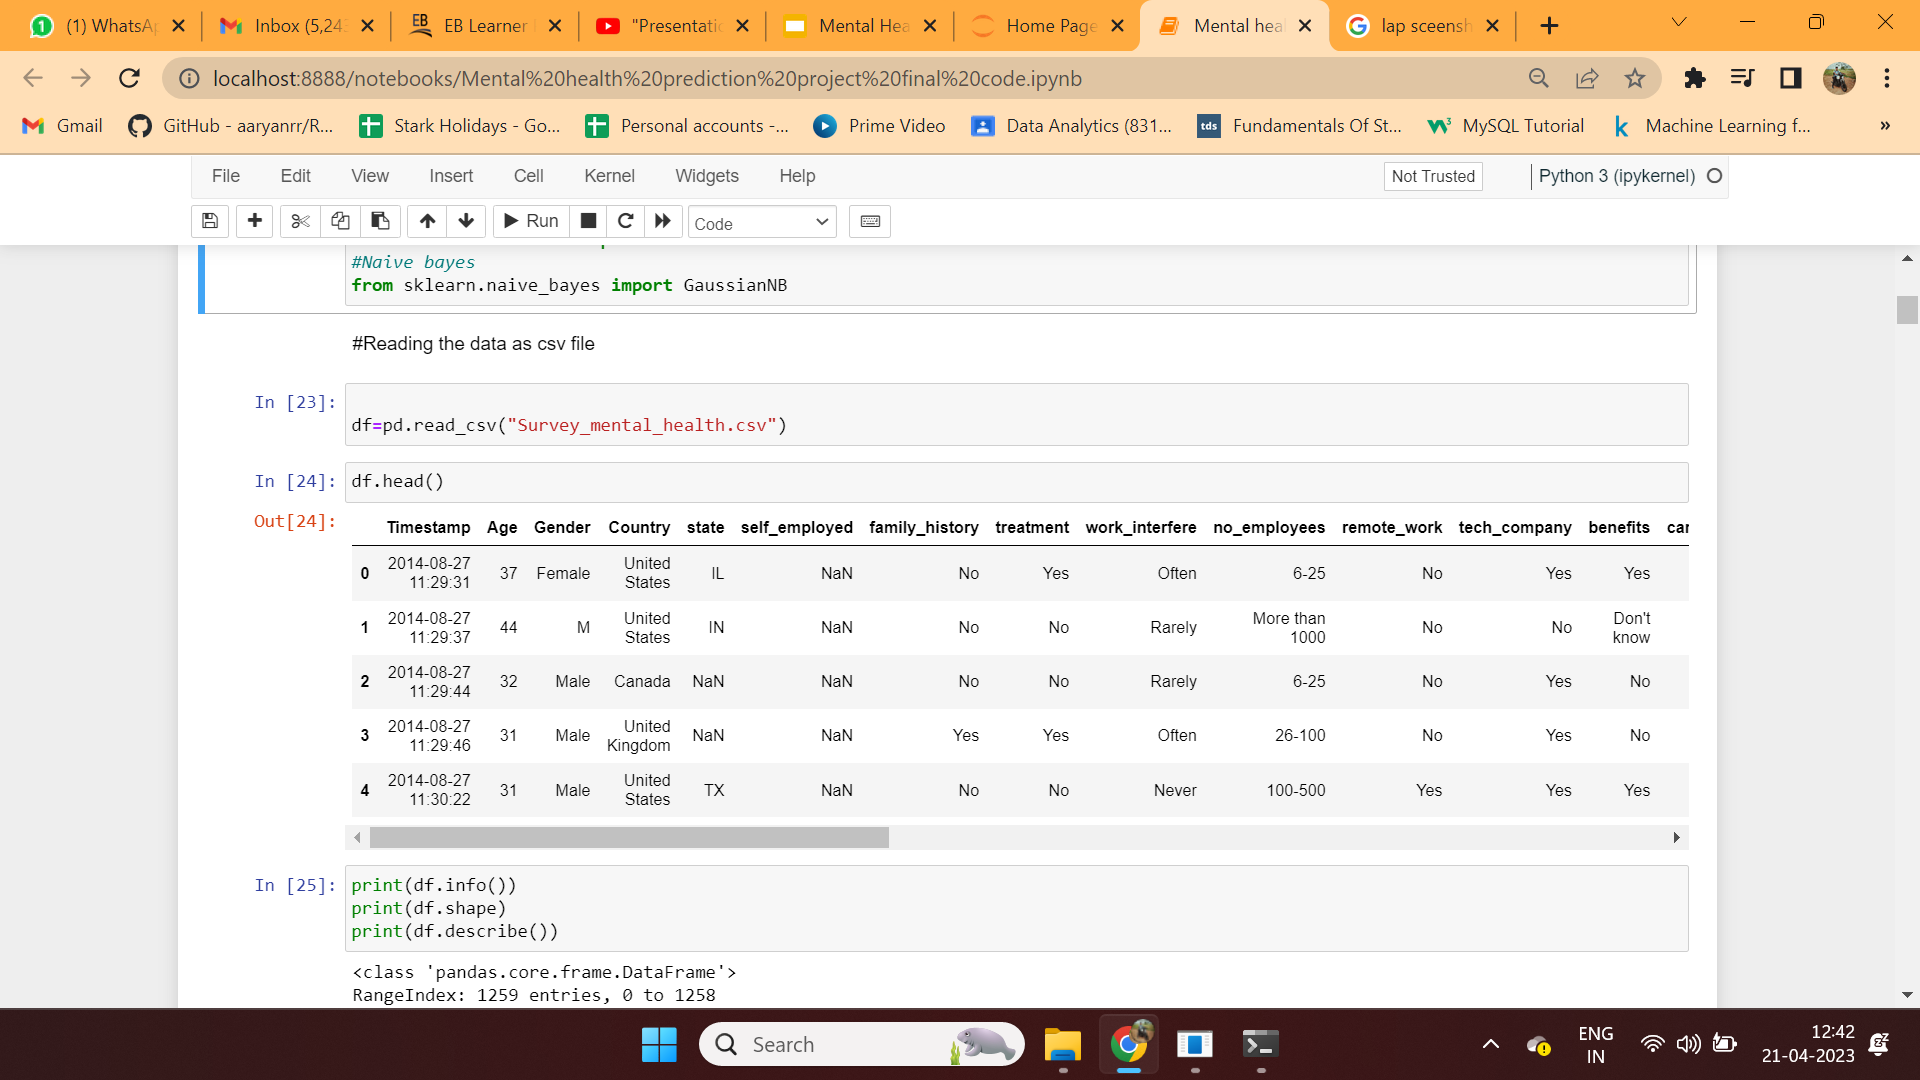 (1) WhatsAp
Inbox (5,243
EB Learner
"Presentatio
Mental Hea
Home Page
Mental heal
lap sceensh
localhost:8888/notebooks/Mental%20health%20prediction%20project%20final%20code.ipynb
Gmail
GitHub - aaryanrr/R...
Stark Holidays - Go...
Personal accounts -...
Prime Video
Data Analytics (831...
tds Fundamentals Of St...
MySQL Tutorial
Machine Learning f...
»
File Edit View Insert Cell Kernel Widgets Help
Not Trusted
Python 3 (ipykernel)
Run
Code
#Naive bayes
from sklearn.naive_bayes import GaussianNB
#Reading the data as csv file
In [23]:
df=pd.read_csv("Survey_mental_health.csv")
In [24]: df.head()
Out[24]:
Timestamp Age Gender Country state self_employed family_history treatment work_interfere no_employees remote_work tech_company benefits car
0 2014-08-27 11:29:31 37 Female United States IL NaN No Yes Often 6-25 No Yes Yes
1 2014-08-27 11:29:37 44 M United States IN NaN No No Rarely More than 1000 No No Don't know
2 2014-08-27 11:29:44 32 Male Canada NaN NaN No No Rarely 6-25 No Yes No
3 2014-08-27 11:29:46 31 Male United Kingdom NaN NaN Yes Yes Often 26-100 No Yes No
4 2014-08-27 11:30:22 31 Male United States TX NaN No No Never 100-500 Yes Yes Yes
In [25]: print(df.info())
print(df.shape)
print(df.describe())
<class 'pandas.core.frame.DataFrame'>
RangeIndex: 1259 entries, 0 to 1258
Search
ENG
IN
12:42
21-04-2023